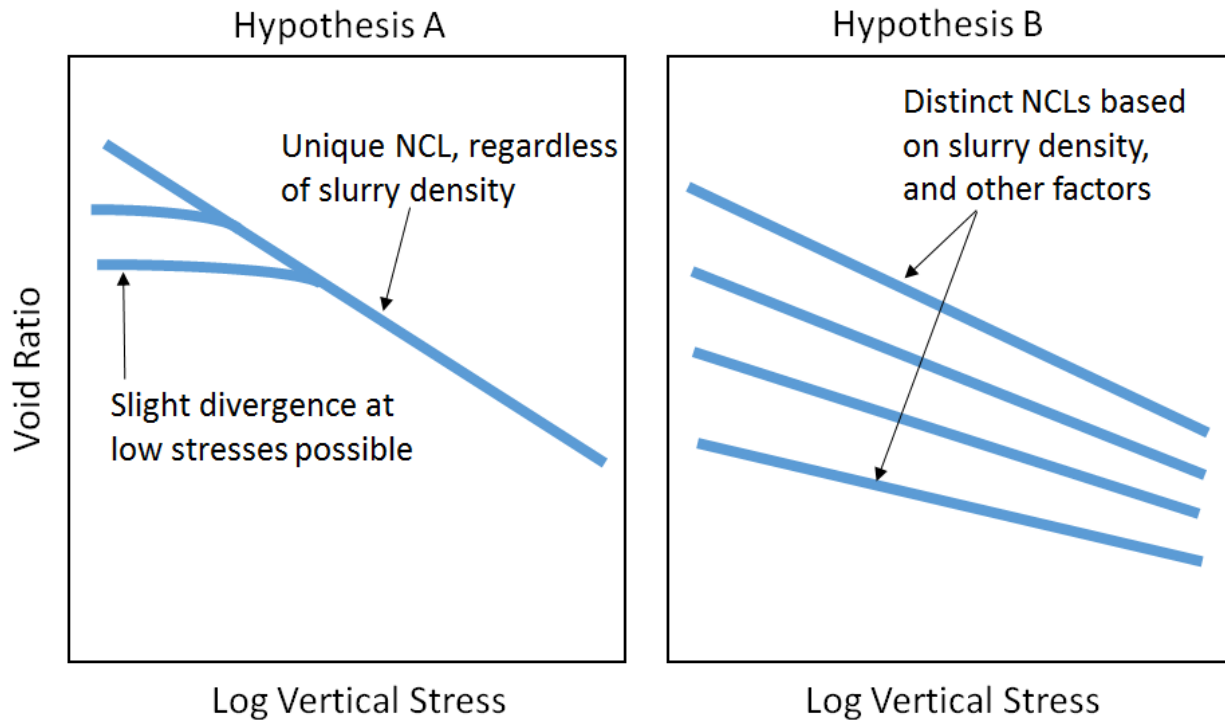 Hypothesis A
Unique NCL, regardless
of slurry density
Slight divergence at
low stresses possible
Void Ratio
Log Vertical Stress
Hypothesis B
Distinct NCLs based
on slurry density,
and other factors
Log Vertical Stress